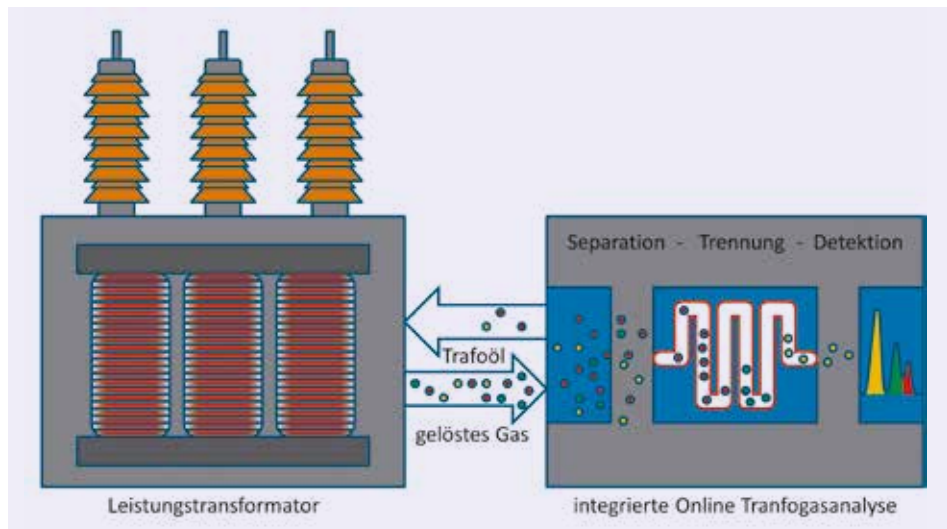 Separation - Trennung - Detektion
Trafoöl
gelöstes Gas
Leistungstransformator
integrierte Online Tranfogasanalyse